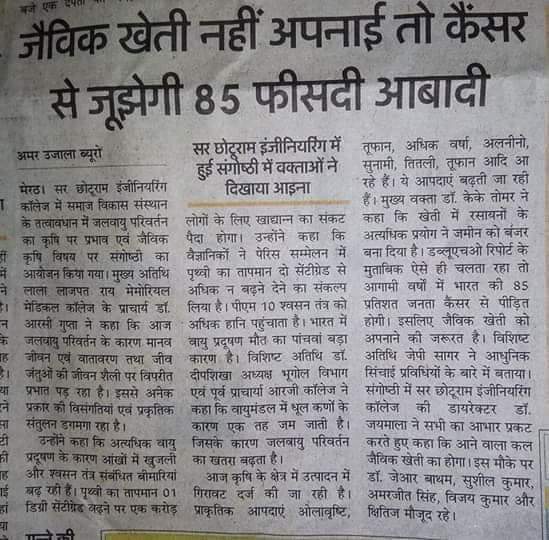 बजे एक
जैविक खेती नहीं अपनाई तो कैंसर
से जूझेगी 85 फीसदी आबादी
अमर उजाला ब्यूरो
मेरठ। सर छोटूराम इंजीनियरिंग
कॉलेज में समाज विकास संस्थान
के तत्वावधान में जलवायु परिवर्तन
का कृषि पर प्रभाव एवं जैविक
कृषि विषय पर संगोष्ठी का
आयोजन किया गया। मुख्य अतिथि
लाला लाजपत राय मेमोरियल
मेडिकल कॉलेज के प्राचार्य डॉ.
आरसी गुप्ता ने कहा कि आज
जलवायु परिवर्तन के कारण मानव
जीवन एवं वातावरण तथा जीव
जंतुओं की जीवन शैली पर विपरीत
प्रभात पड़ रहा है। इससे अनेक
प्रकार की विसंगतियां एवं प्रकृतिक
संतुलन डगमगा रहा है।
उन्होंने कहा कि अत्यधिक वायु
प्रदूषण के कारण आंखों में खुजली
और श्वसन तंत्र संबंधित बीमारियां
बढ़ रही हैं। पृथ्वी का तापमान 01
डिग्री सेंटीग्रेड बढ़ने पर एक करोड़
सर छोटूराम इंजीनियरिंग में
हुई संगोष्ठी में वक्ताओं ने
दिखाया आइना
लोगों के लिए खाद्यान्न का संकट
पैदा होगा। उन्होंने कहा कि
वैज्ञानिकों ने पेरिस सम्मेलन में
पृथ्वी का तापमान दो सेंटीग्रेड से
अधिक न बढ़ने देने का संकल्प
लिया है। पीएम 10 श्वसन तंत्र को
अधिक हानि पहुंचाता है। भारत में
वायु प्रदूषण मौत का पांचवा बड़ा
कारण है। विशिष्ट अतिथि डॉ.
दीपशिखा अध्यक्ष भूगोल विभाग
एवं पूर्व प्राचार्या आरजी कॉलेज ने
कहा कि वायुमंडल में धूल कणों के
कारण एक तह जम जाती है।
जिसके कारण जलवायु परिवर्तन
का खतरा बढ़ता है।
आज कृषि के क्षेत्र में उत्पादन में
गिरावट दर्ज की जा रही है।
प्राकृतिक आपदाएं ओलावृष्टि,
तूफान, अधिक वर्षा, अलनीनो,
सुनामी, तितली, तूफान आदि आ
रहे हैं। ये आपदाएं बढ़ती जा रही
हैं। मुख्य वक्ता डॉ. केके तोमर ने
कहा कि खेती में रसायनों के
अत्यधिक प्रयोग ने जमीन को बंजर
बना दिया है। डब्लूएचओ रिपोर्ट के
मुताबिक ऐसे ही चलता रहा तो
आगामी वर्षों में भारत की 85
प्रतिशत जनता कैंसर से पीड़ित
होगी। इसलिए जैविक खेती को
अपनाने की जरूरत है। विशिष्ट
अतिथि जेपी सागर ने आधुनिक
सिंचाई प्रविधियों के बारे में बताया।
संगोष्ठी में सर छोटूराम इंजीनियरिंग
कॉलेज की डायरेक्टर डॉ.
जयमाला ने सभी का आभार प्रकट
करते हुए कहा कि आने वाला कल
जैविक खेती का होगा। इस मौके पर
डॉ. जेआर बाथम, सुशील कुमार,
अमरजीत सिंह, विजय कुमार और
क्षितिज मौजूद रहे।